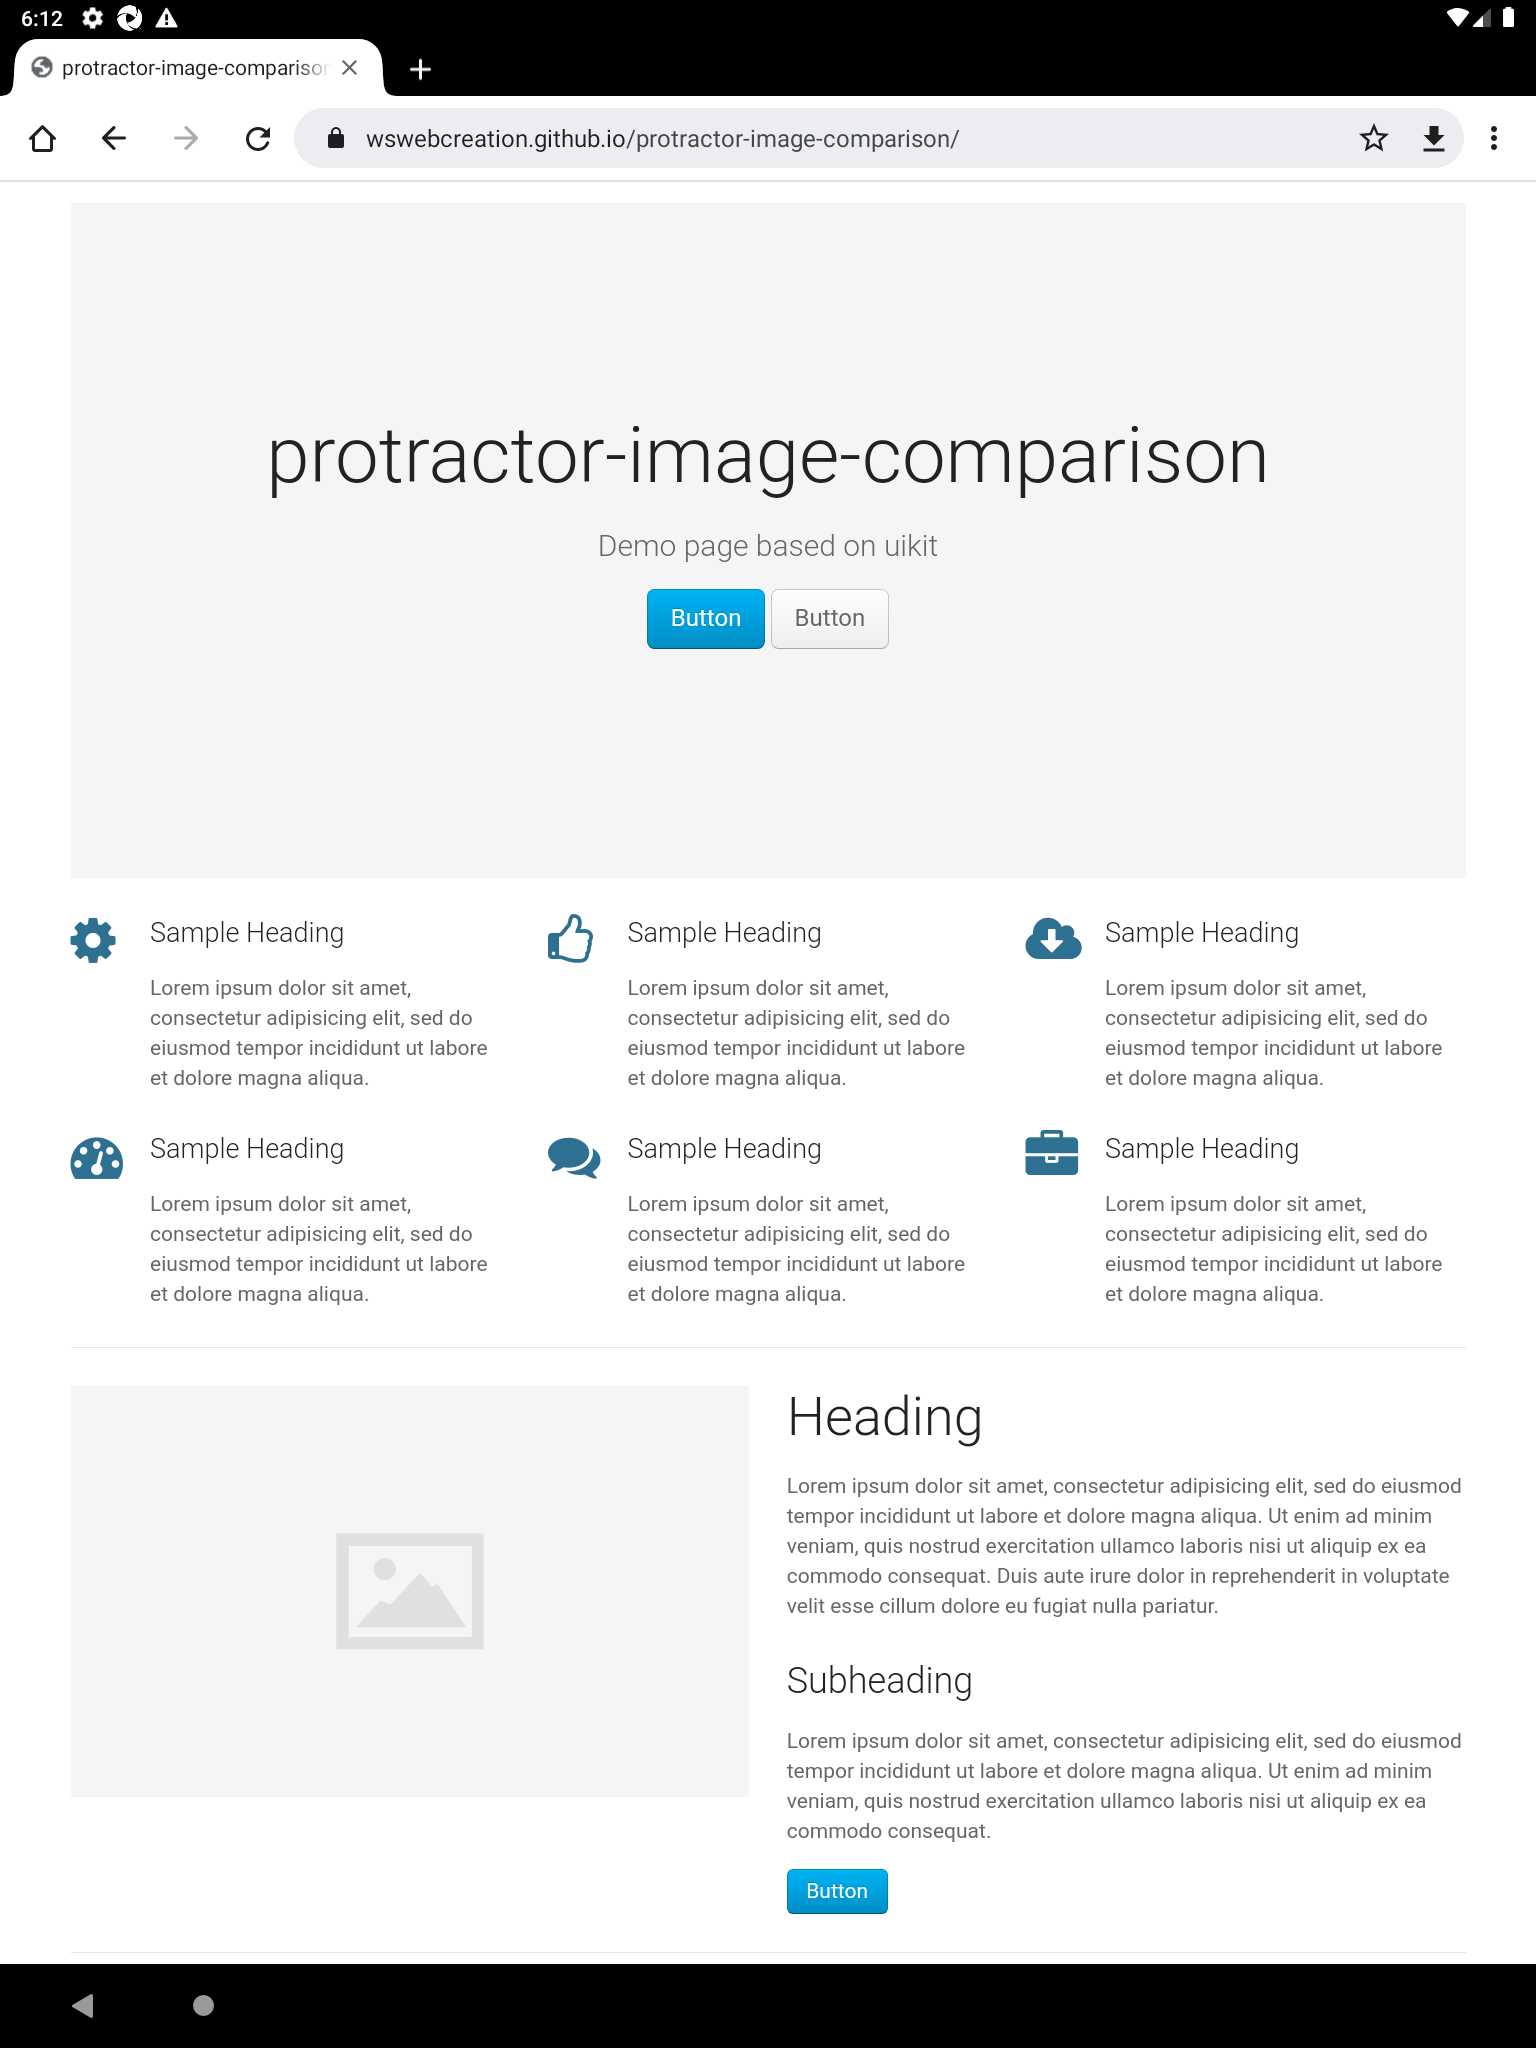 6:12
protractor-image-comparison
wswebcreation.github.io/protractor-image-comparison/
protractor-image-comparison
Demo page based on uikit
Button
Button
Sample Heading
Lorem ipsum dolor sit amet,
consectetur adipisicing elit, sed do
eiusmod tempor incididunt ut labore
et dolore magna aliqua.
Sample Heading
Lorem ipsum dolor sit amet,
consectetur adipisicing elit, sed do
eiusmod tempor incididunt ut labore
et dolore magna aliqua.
Sample Heading
Lorem ipsum dolor sit amet,
consectetur adipisicing elit, sed do
eiusmod tempor incididunt ut labore
et dolore magna aliqua.
Sample Heading
Lorem ipsum dolor sit amet,
consectetur adipisicing elit, sed do
eiusmod tempor incididunt ut labore
et dolore magna aliqua.
Sample Heading
Lorem ipsum dolor sit amet,
consectetur adipisicing elit, sed do
eiusmod tempor incididunt ut labore
et dolore magna aliqua.
Sample Heading
Lorem ipsum dolor sit amet,
consectetur adipisicing elit, sed do
eiusmod tempor incididunt ut labore
et dolore magna aliqua.
Heading
Lorem ipsum dolor sit amet, consectetur adipisicing elit, sed do eiusmod
tempor incididunt ut labore et dolore magna aliqua. Ut enim ad minim
veniam, quis nostrud exercitation ullamco laboris nisi ut aliquip ex ea
commodo consequat. Duis aute irure dolor in reprehenderit in voluptate
velit esse cillum dolore eu fugiat nulla pariatur.
Subheading
Lorem ipsum dolor sit amet, consectetur adipisicing elit, sed do eiusmod
tempor incididunt ut labore et dolore magna aliqua. Ut enim ad minim
veniam, quis nostrud exercitation ullamco laboris nisi ut aliquip ex ea
commodo consequat.
Button